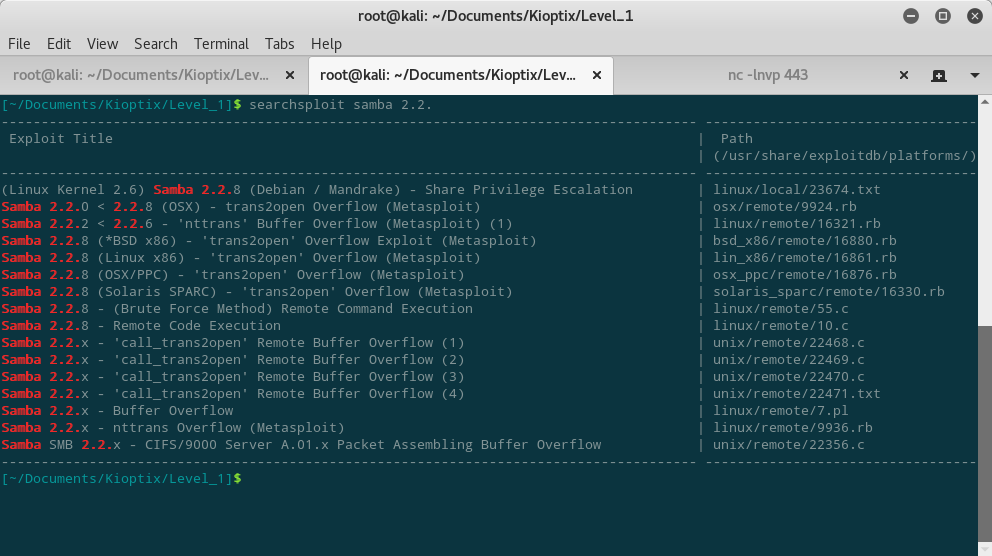 root@kali: ~/Documents/Kioptix/Level_1
File Edit View Search Terminal Tabs Help
root@kali: ~/Documents/Kioptix/Lev... × root@kali: ~/Documents/Kioptix/Lev... × nc -lnvp 443 ×
[~/Documents/Kioptix/Level_1]$ searchsploit samba 2.2.
--------------------------------------------------------------------------------------- ----------------------------------
Exploit Title | Path
| (/usr/share/exploitdb/platforms/)
--------------------------------------------------------------------------------------- ----------------------------------
(Linux Kernel 2.6) Samba 2.2.8 (Debian / Mandrake) - Share Privilege Escalation | linux/local/23674.txt
Samba 2.2.0 < 2.2.8 (OSX) - trans2open Overflow (Metasploit) | osx/remote/9924.rb
Samba 2.2.2 < 2.2.6 - 'nttrans' Buffer Overflow (Metasploit) (1) | linux/remote/16321.rb
Samba 2.2.8 (*BSD x86) - 'trans2open' Overflow Exploit (Metasploit) | bsd_x86/remote/16880.rb
Samba 2.2.8 (Linux x86) - 'trans2open' Overflow (Metasploit) | lin_x86/remote/16861.rb
Samba 2.2.8 (OSX/PPC) - 'trans2open' Overflow (Metasploit) | osx_ppc/remote/16876.rb
Samba 2.2.8 (Solaris SPARC) - 'trans2open' Overflow (Metasploit) | solaris_sparc/remote/16330.rb
Samba 2.2.8 - (Brute Force Method) Remote Command Execution | linux/remote/55.c
Samba 2.2.8 - Remote Code Execution | linux/remote/10.c
Samba 2.2.x - 'call_trans2open' Remote Buffer Overflow (1) | unix/remote/22468.c
Samba 2.2.x - 'call_trans2open' Remote Buffer Overflow (2) | unix/remote/22469.c
Samba 2.2.x - 'call_trans2open' Remote Buffer Overflow (3) | unix/remote/22470.c
Samba 2.2.x - 'call_trans2open' Remote Buffer Overflow (4) | unix/remote/22471.txt
Samba 2.2.x - Buffer Overflow | linux/remote/7.pl
Samba 2.2.x - nttrans Overflow (Metasploit) | linux/remote/9936.rb
Samba SMB 2.2.x - CIFS/9000 Server A.01.x Packet Assembling Buffer Overflow | unix/remote/22356.c
--------------------------------------------------------------------------------------- ----------------------------------
[~/Documents/Kioptix/Level_1]$